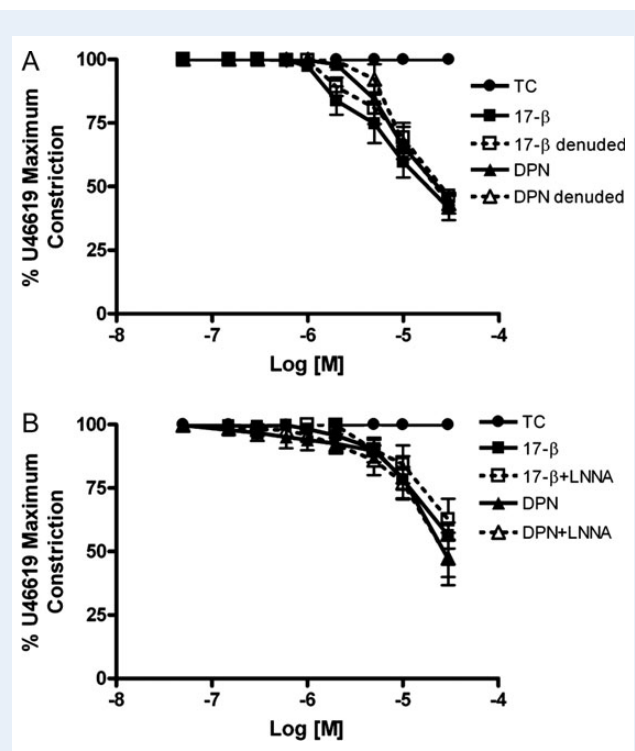 A
100
75
50
25
0
% U46619 Maximum
Constriction
-8 -7 -6 -5 -4
Log [M]
TC
17-β
17-β denuded
DPN
DPN denuded
B
100
75
50
25
0
% U46619 Maximum
Constriction
-8 -7 -6 -5 -4
Log [M]
TC
17-β
17-β+LNNA
DPN
DPN+LNNA